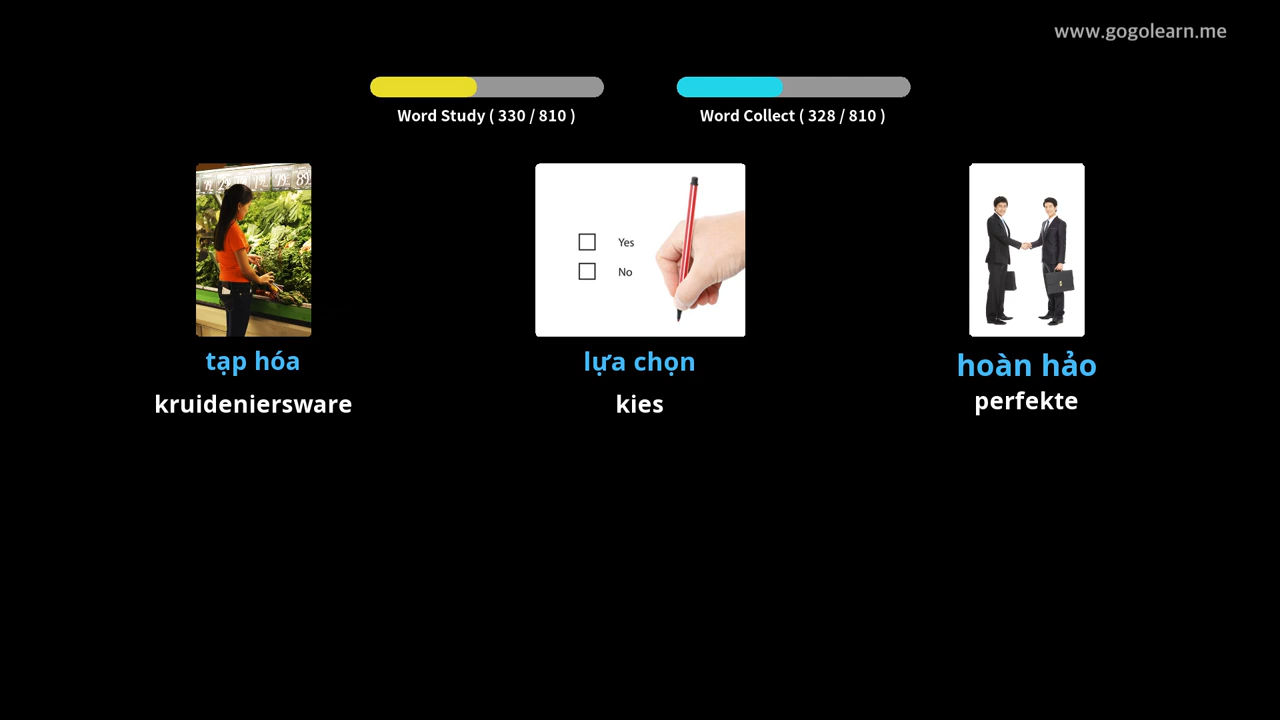 www.gogolearn.me
Word Study ( 330 / 810 )
Word Collect ( 328 / 810 )
Yes
No
tạp hóa
lựa chọn
hoàn hảo
kruideniersware
kies
perfekte